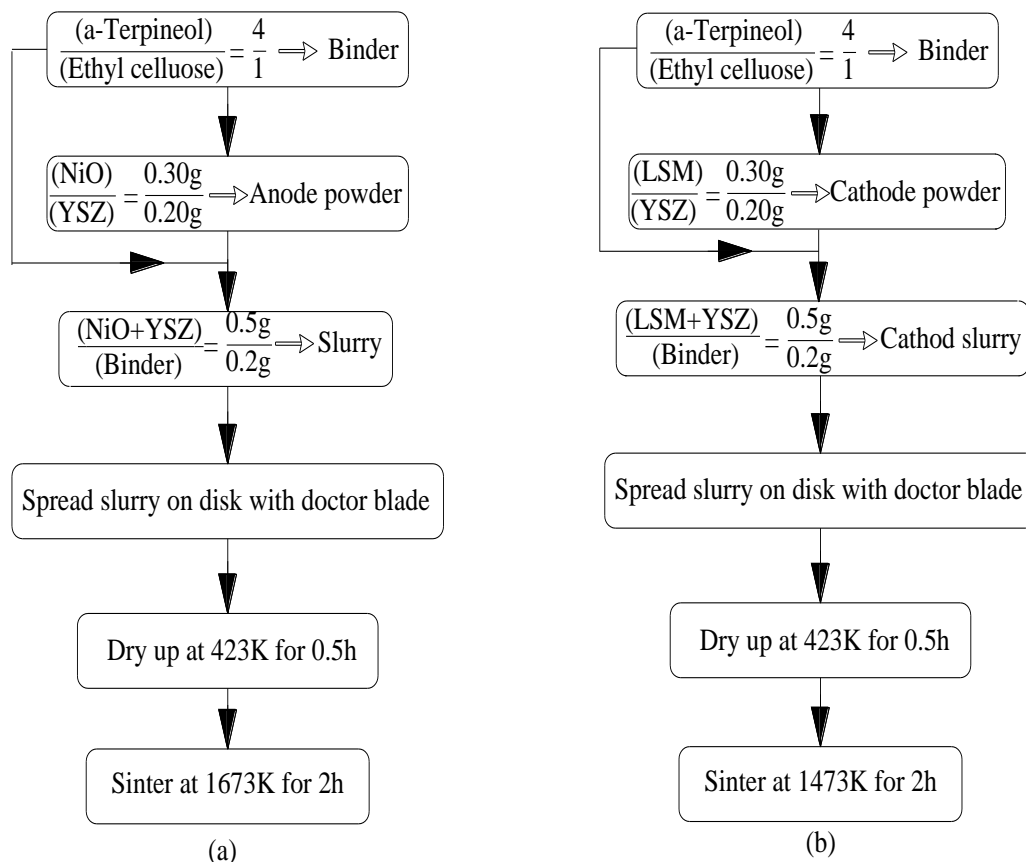 (a-Terpineol)/(Ethyl celluose) = 4/1 ⇨ Binder
(NiO)/(YSZ) = 0.30g/0.20g ⇨ Anode powder
(NiO+YSZ)/(Binder) = 0.5g/0.2g ⇨ Slurry
Spread slurry on disk with doctor blade
Dry up at 423K for 0.5h
Sinter at 1673K for 2h
(a)
(a-Terpineol)/(Ethyl celluose) = 4/1 ⇨ Binder
(LSM)/(YSZ) = 0.30g/0.20g ⇨ Cathode powder
(LSM+YSZ)/(Binder) = 0.5g/0.2g ⇨ Cathod slurry
Spread slurry on disk with doctor blade
Dry up at 423K for 0.5h
Sinter at 1473K for 2h
(b)